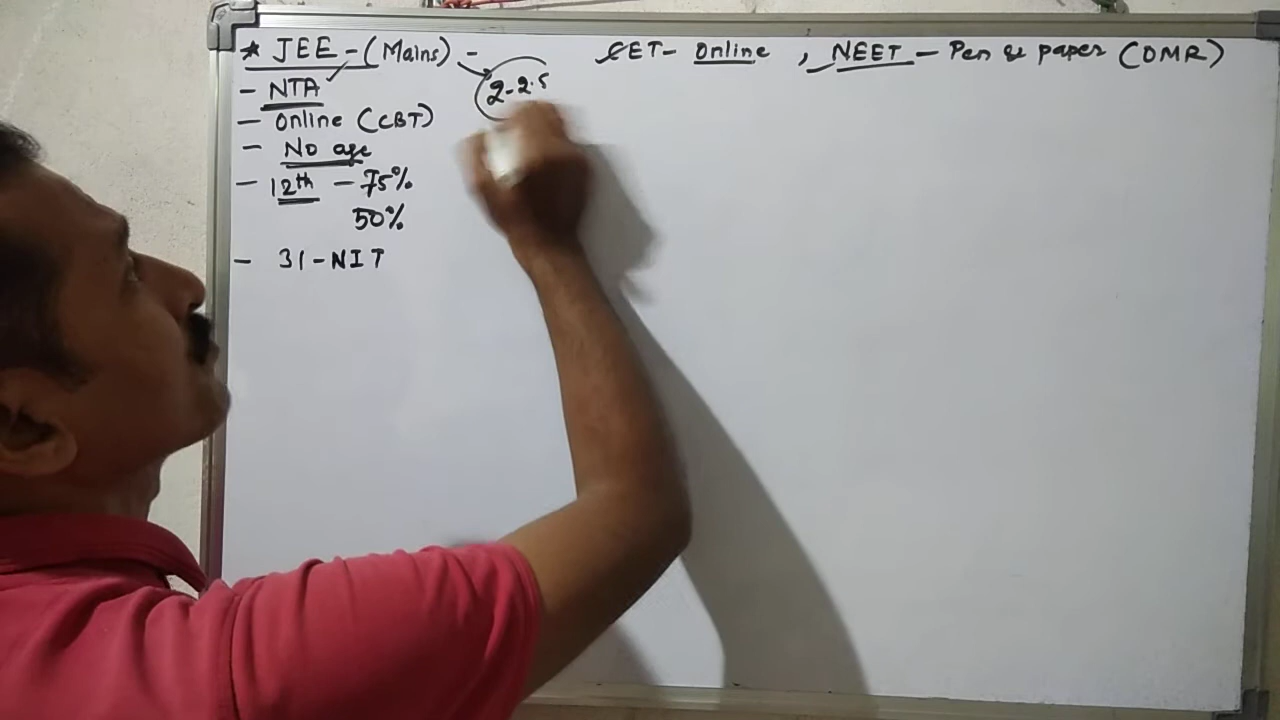 * JEE - (Mains) - CET - Online , NEET - Pen & paper (OMR)
- NTA 2-2.5
- Online (CBT)
- No age
- 12th - 75%
50%
- 31-NIT